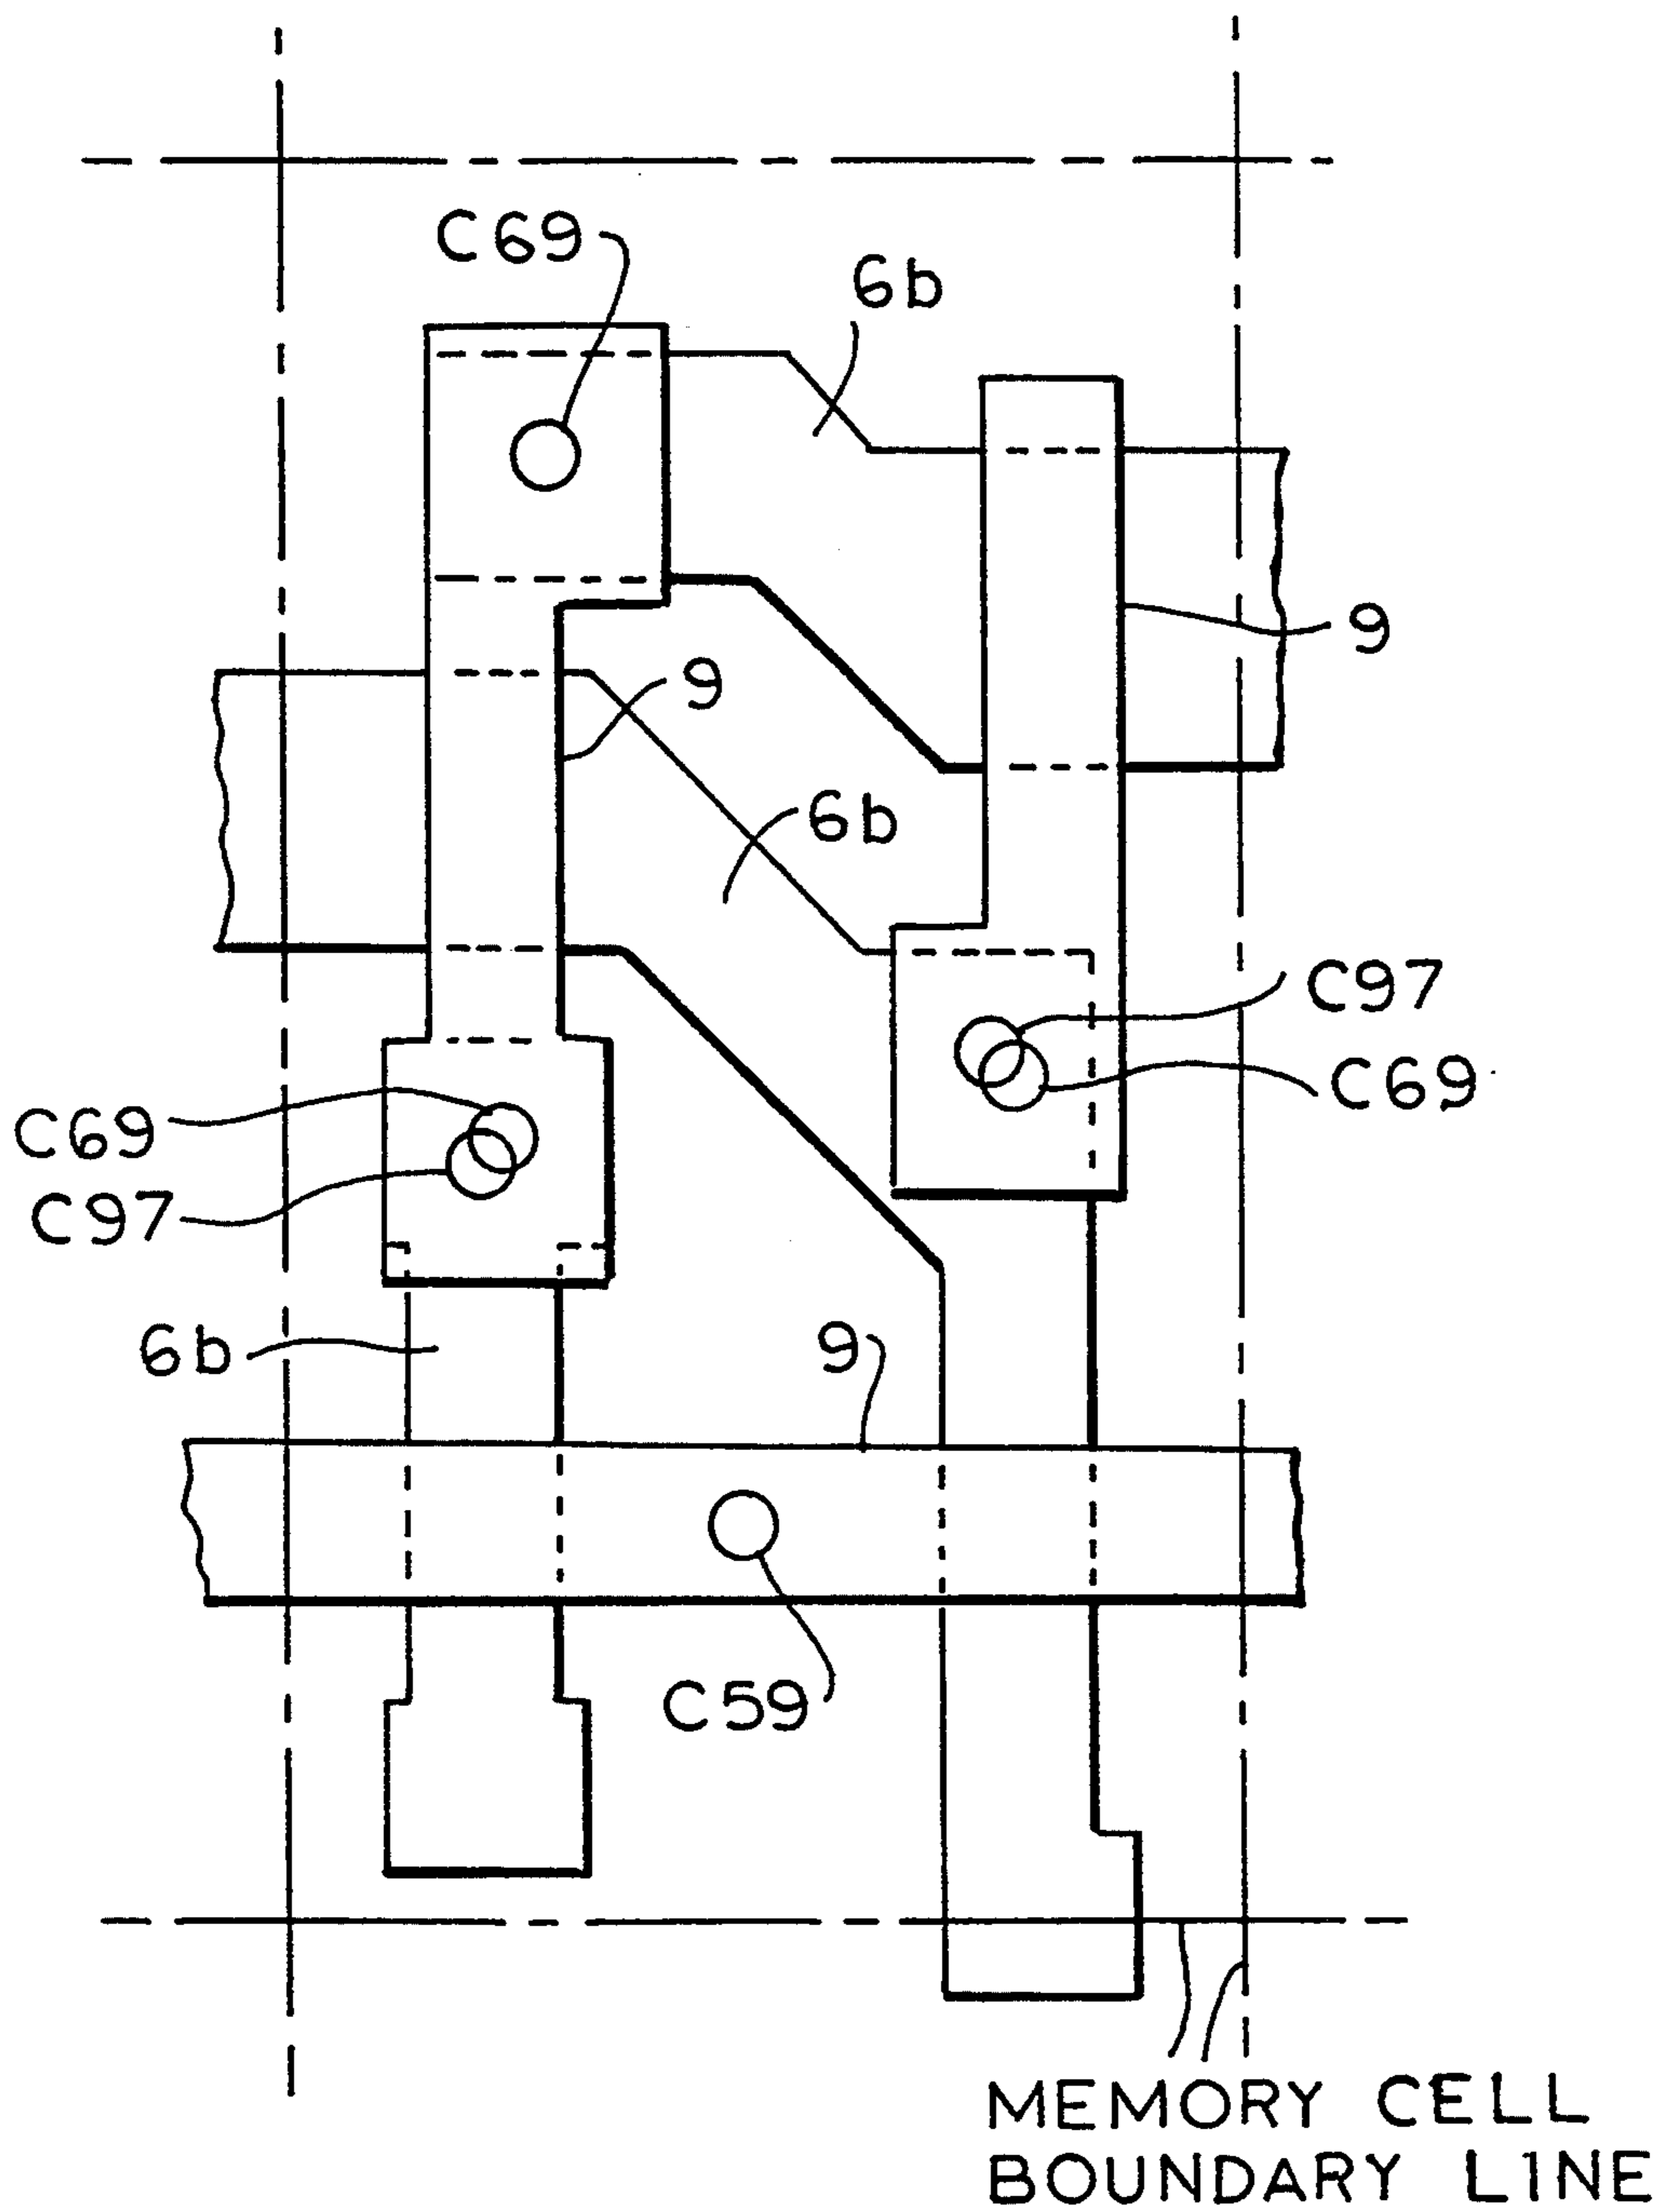 C69
6b
9
9
6b
C97
C69
C69
C97
6b
9
C59
MEMORY CELL
BOUNDARY LINE